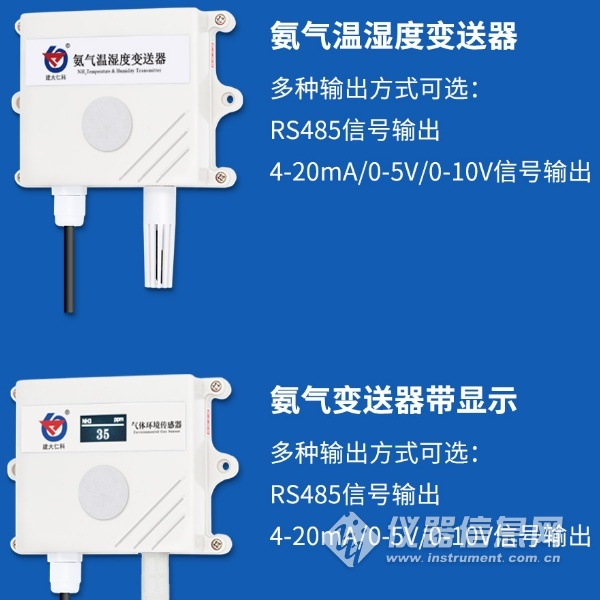 建大仁科
氨气温湿度变送器
NH3Temperature & Humidity Transmitter
氨气温湿度变送器
多种输出方式可选：
RS485信号输出
4-20mA/0-5V/0-10V信号输出
建大仁科
NH3 ppm
35
气体环境传感器
Environmental Gas Sensor
氨气变送器带显示
多种输出方式可选：
RS485信号输出
4-20mA/0-5V/0-10V信号输出
仪器信息网
www.instrument.com.cn